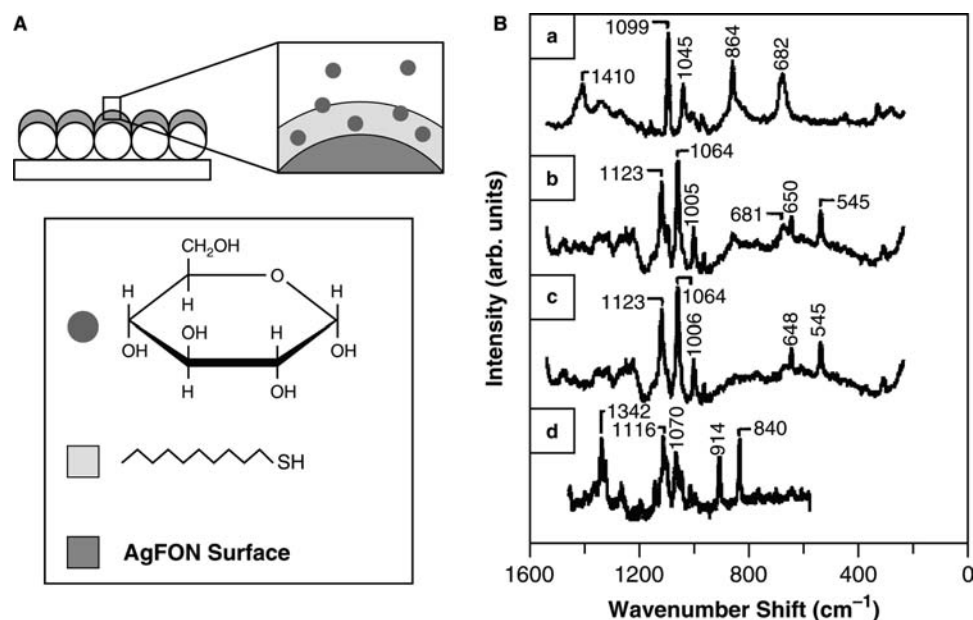 A
CH2OH
O
H
H
H
OH
H
OH
H
OH
H
OH
SH
AgFON Surface
B
a
1099
1045
864
682
1410
b
1064
1123
1005
681
650
545
c
1064
1123
1006
648
545
d
1342
1116
1070
914
840
Intensity (arb. units)
1600
1200
800
400
0
Wavenumber Shift (cm−1)